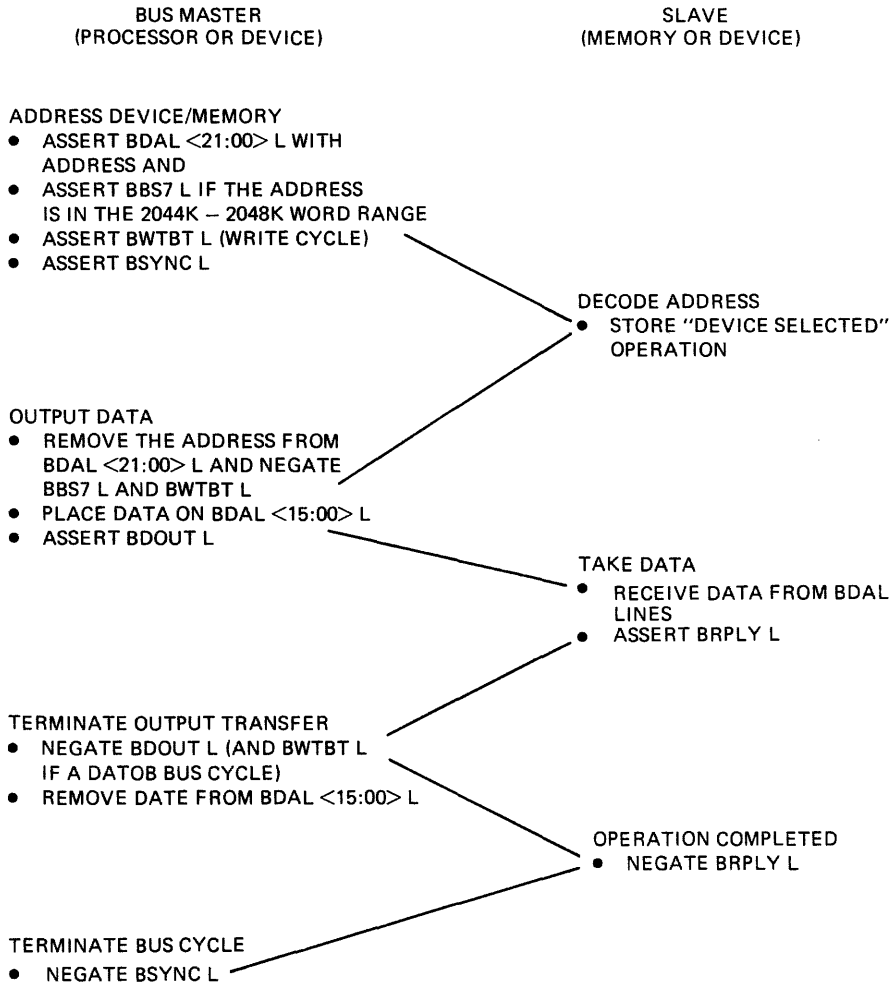 BUS MASTER
(PROCESSOR OR DEVICE)
SLAVE
(MEMORY OR DEVICE)
ADDRESS DEVICE/MEMORY
● ASSERT BDAL <21:00> L WITH
ADDRESS AND
● ASSERT BBS7 L IF THE ADDRESS
IS IN THE 2044K – 2048K WORD RANGE
● ASSERT BWTBT L (WRITE CYCLE)
● ASSERT BSYNC L
DECODE ADDRESS
● STORE "DEVICE SELECTED"
OPERATION
OUTPUT DATA
● REMOVE THE ADDRESS FROM
BDAL <21:00> L AND NEGATE
BBS7 L AND BWTBT L
● PLACE DATA ON BDAL <15:00> L
● ASSERT BDOUT L
TAKE DATA
● RECEIVE DATA FROM BDAL
LINES
● ASSERT BRPLY L
TERMINATE OUTPUT TRANSFER
● NEGATE BDOUT L (AND BWTBT L
IF A DATOB BUS CYCLE)
● REMOVE DATE FROM BDAL <15:00> L
OPERATION COMPLETED
● NEGATE BRPLY L
TERMINATE BUS CYCLE
● NEGATE BSYNC L